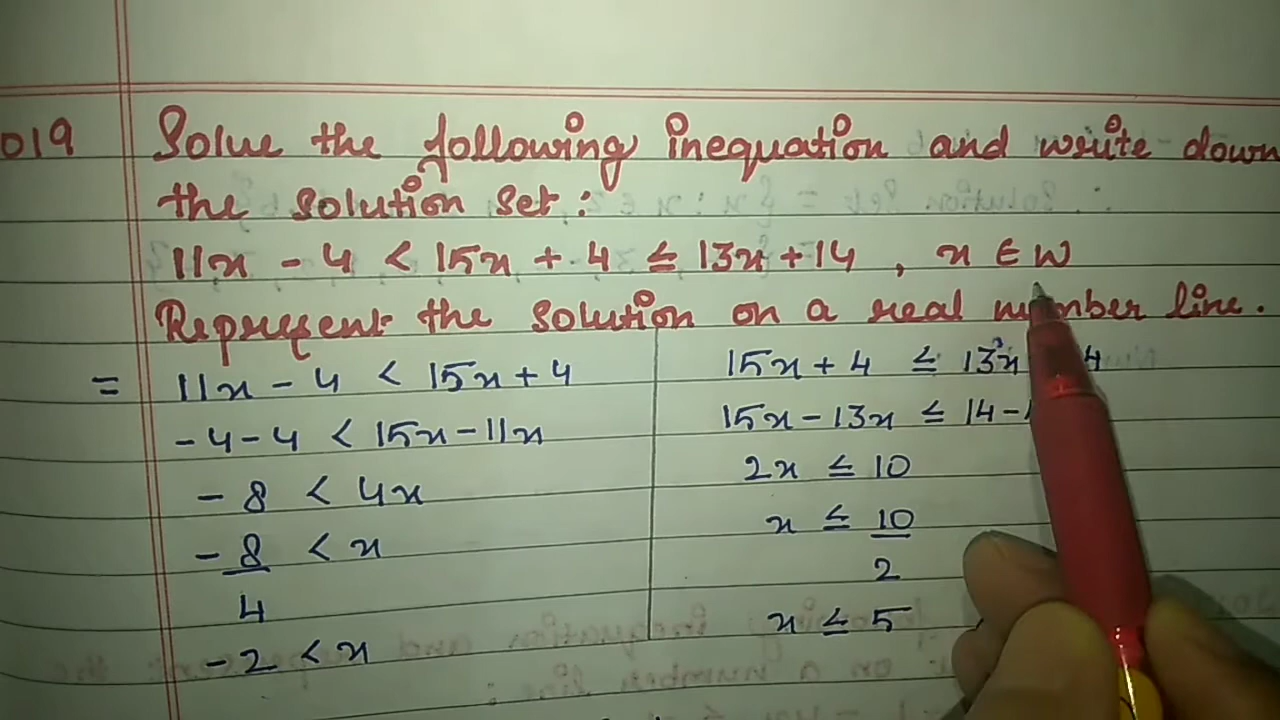 019 Solve the following inequation and write down
the solution set :
11x - 4 < 15x + 4 ≤ 13x + 14 , x ∈ W
Represent the solution on a real number line.
= 11x - 4 < 15x + 4
-4-4 < 15x-11x
-8 < 4x
-8 < x
4
-2 < x
15x + 4 ≤ 13x 4
15x - 13x ≤ 14 -
2x ≤ 10
x ≤ 10
2
x ≤ 5